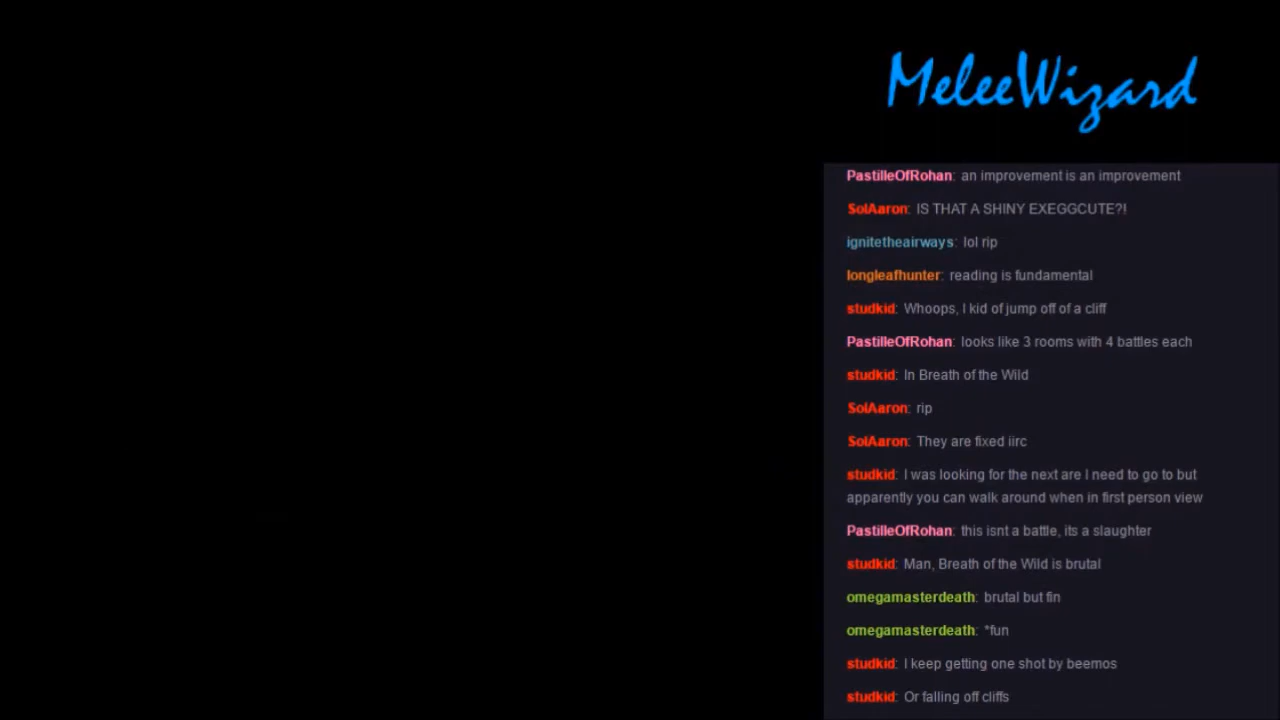 MeleeWizard
PastilleOfRohan: an improvement is an improvement
SolAaron: IS THAT A SHINY EXEGGCUTE?!
ignitetheairways: lol rip
longleafhunter: reading is fundamental
studkid: Whoops, I kid of jump off of a cliff
PastilleOfRohan: looks like 3 rooms with 4 battles each
studkid: In Breath of the Wild
SolAaron: rip
SolAaron: They are fixed iirc
studkid: I was looking for the next are I need to go to but
apparently you can walk around when in first person view
PastilleOfRohan: this isnt a battle, its a slaughter
studkid: Man, Breath of the Wild is brutal
omegamasterdeath: brutal but fin
omegamasterdeath: *fun
studkid: I keep getting one shot by beemos
studkid: Or falling off cliffs